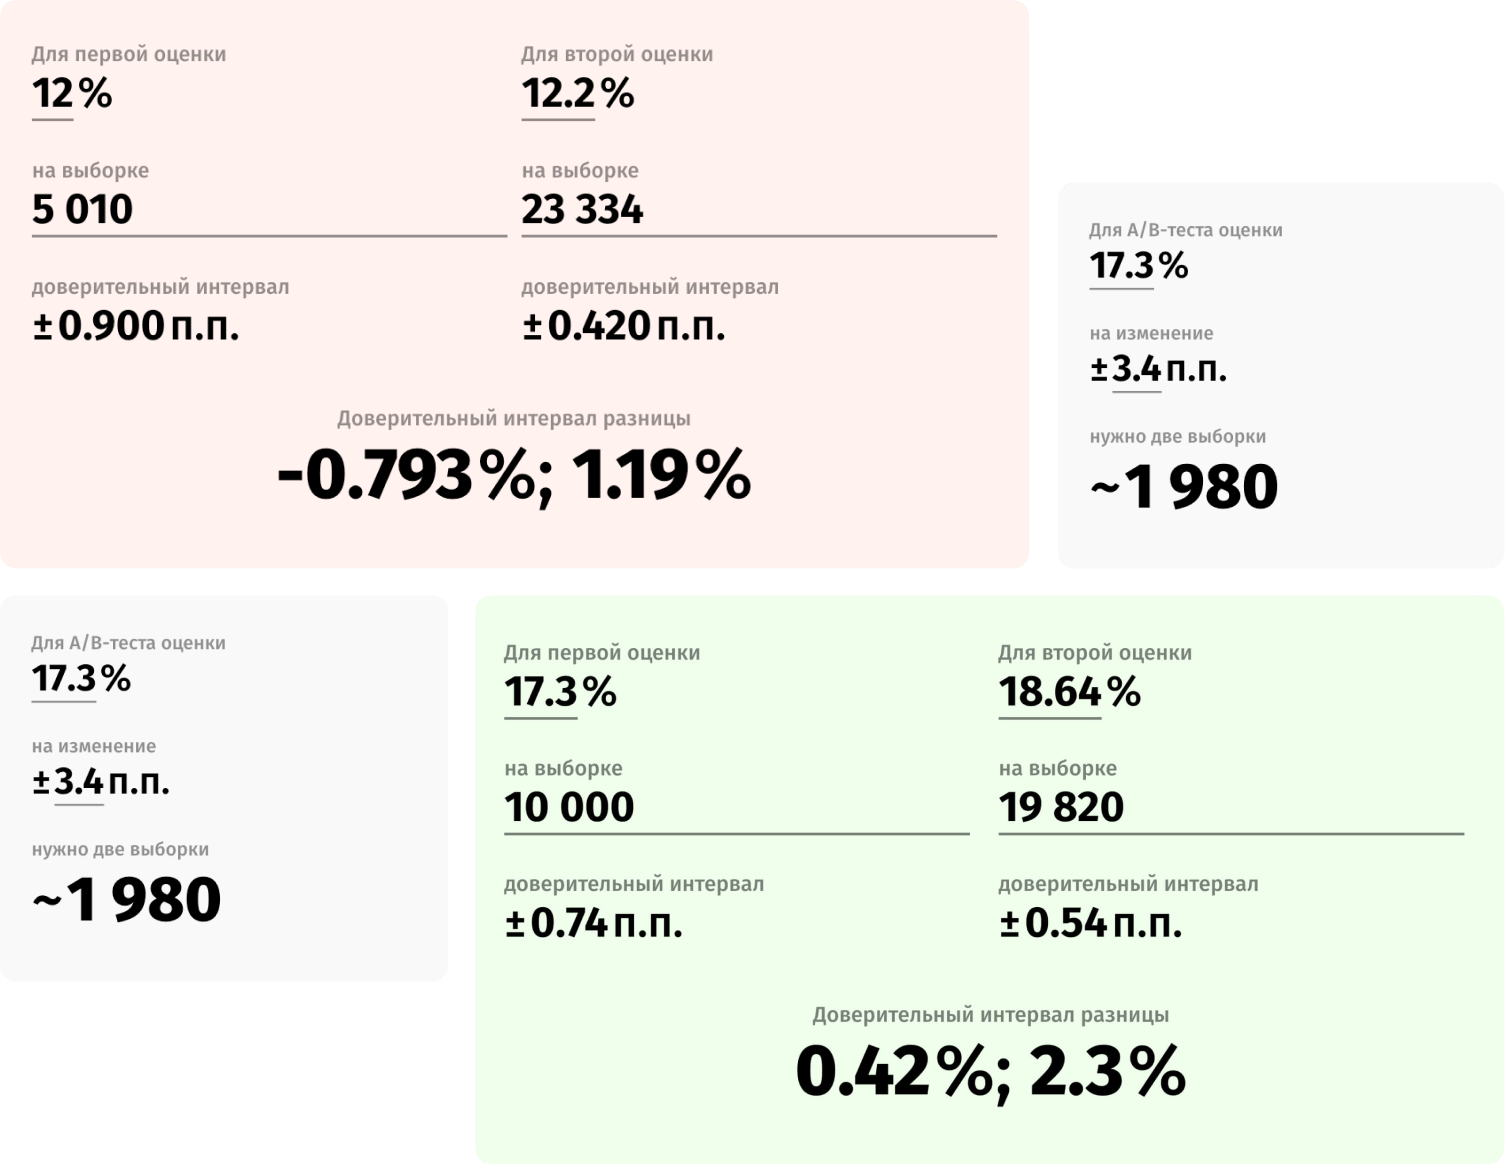 Для первой оценки
12%
на выборке
5 010
доверительный интервал
±0.900 п.п.
Для второй оценки
12.2%
на выборке
23 334
доверительный интервал
±0.420 п.п.
Доверительный интервал разницы
-0.793%; 1.19%
Для A/B-теста оценки
17.3%
на изменение
±3.4 п.п.
нужно две выборки
~1 980
Для A/B-теста оценки
17.3%
на изменение
±3.4 п.п.
нужно две выборки
~1 980
Для первой оценки
17.3%
на выборке
10 000
доверительный интервал
±0.74 п.п.
Для второй оценки
18.64%
на выборке
19 820
доверительный интервал
±0.54 п.п.
Доверительный интервал разницы
0.42%; 2.3%